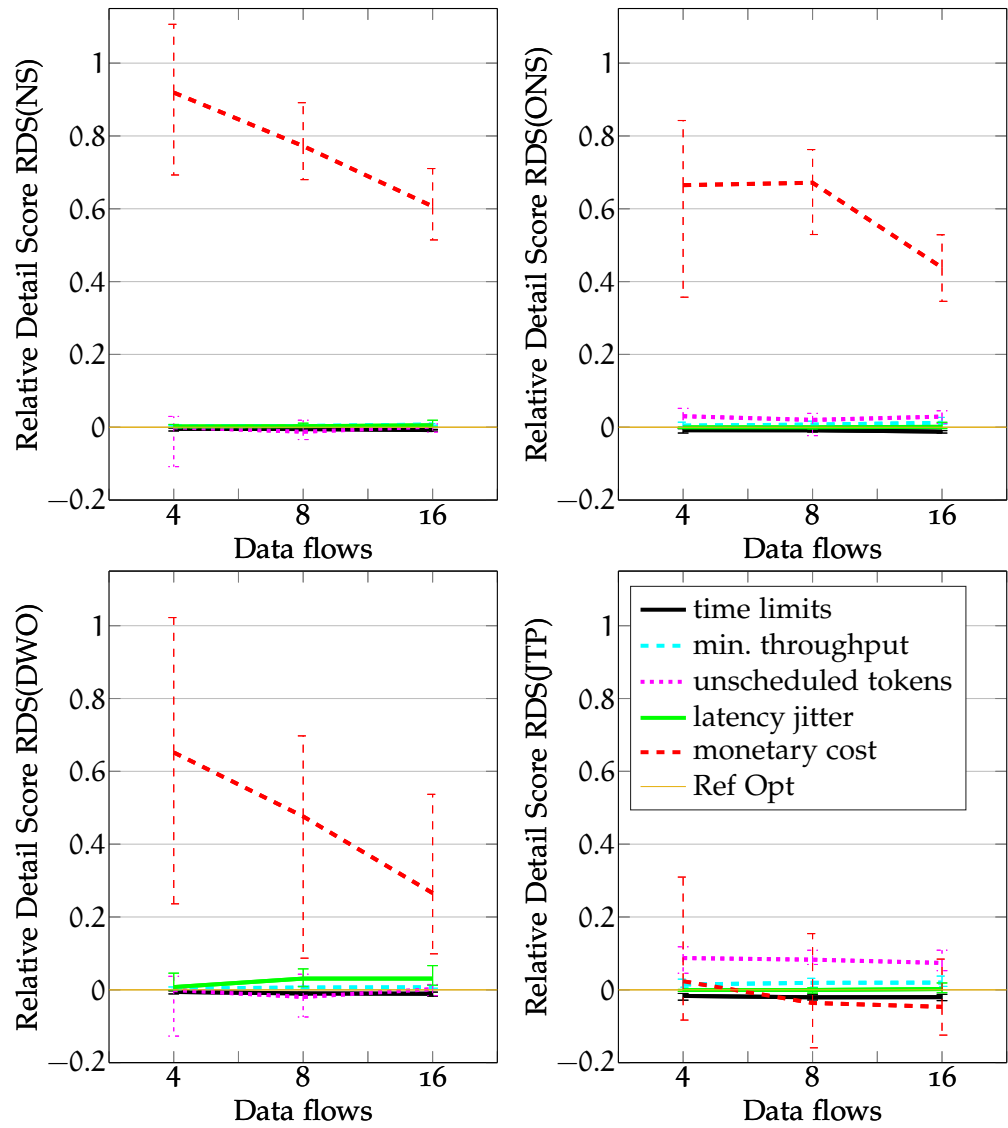 Relative Detail Score RDS(NS)
1
0.8
0.6
0.4
0.2
0
−0.2
4 8 16
Data flows
Relative Detail Score RDS(ONS)
1
0.8
0.6
0.4
0.2
0
−0.2
4 8 16
Data flows
Relative Detail Score RDS(DWO)
1
0.8
0.6
0.4
0.2
0
−0.2
4 8 16
Data flows
Relative Detail Score RDS(JTP)
1
0.8
0.6
0.4
0.2
0
−0.2
4 8 16
Data flows
time limits
min. throughput
unscheduled tokens
latency jitter
monetary cost
Ref Opt